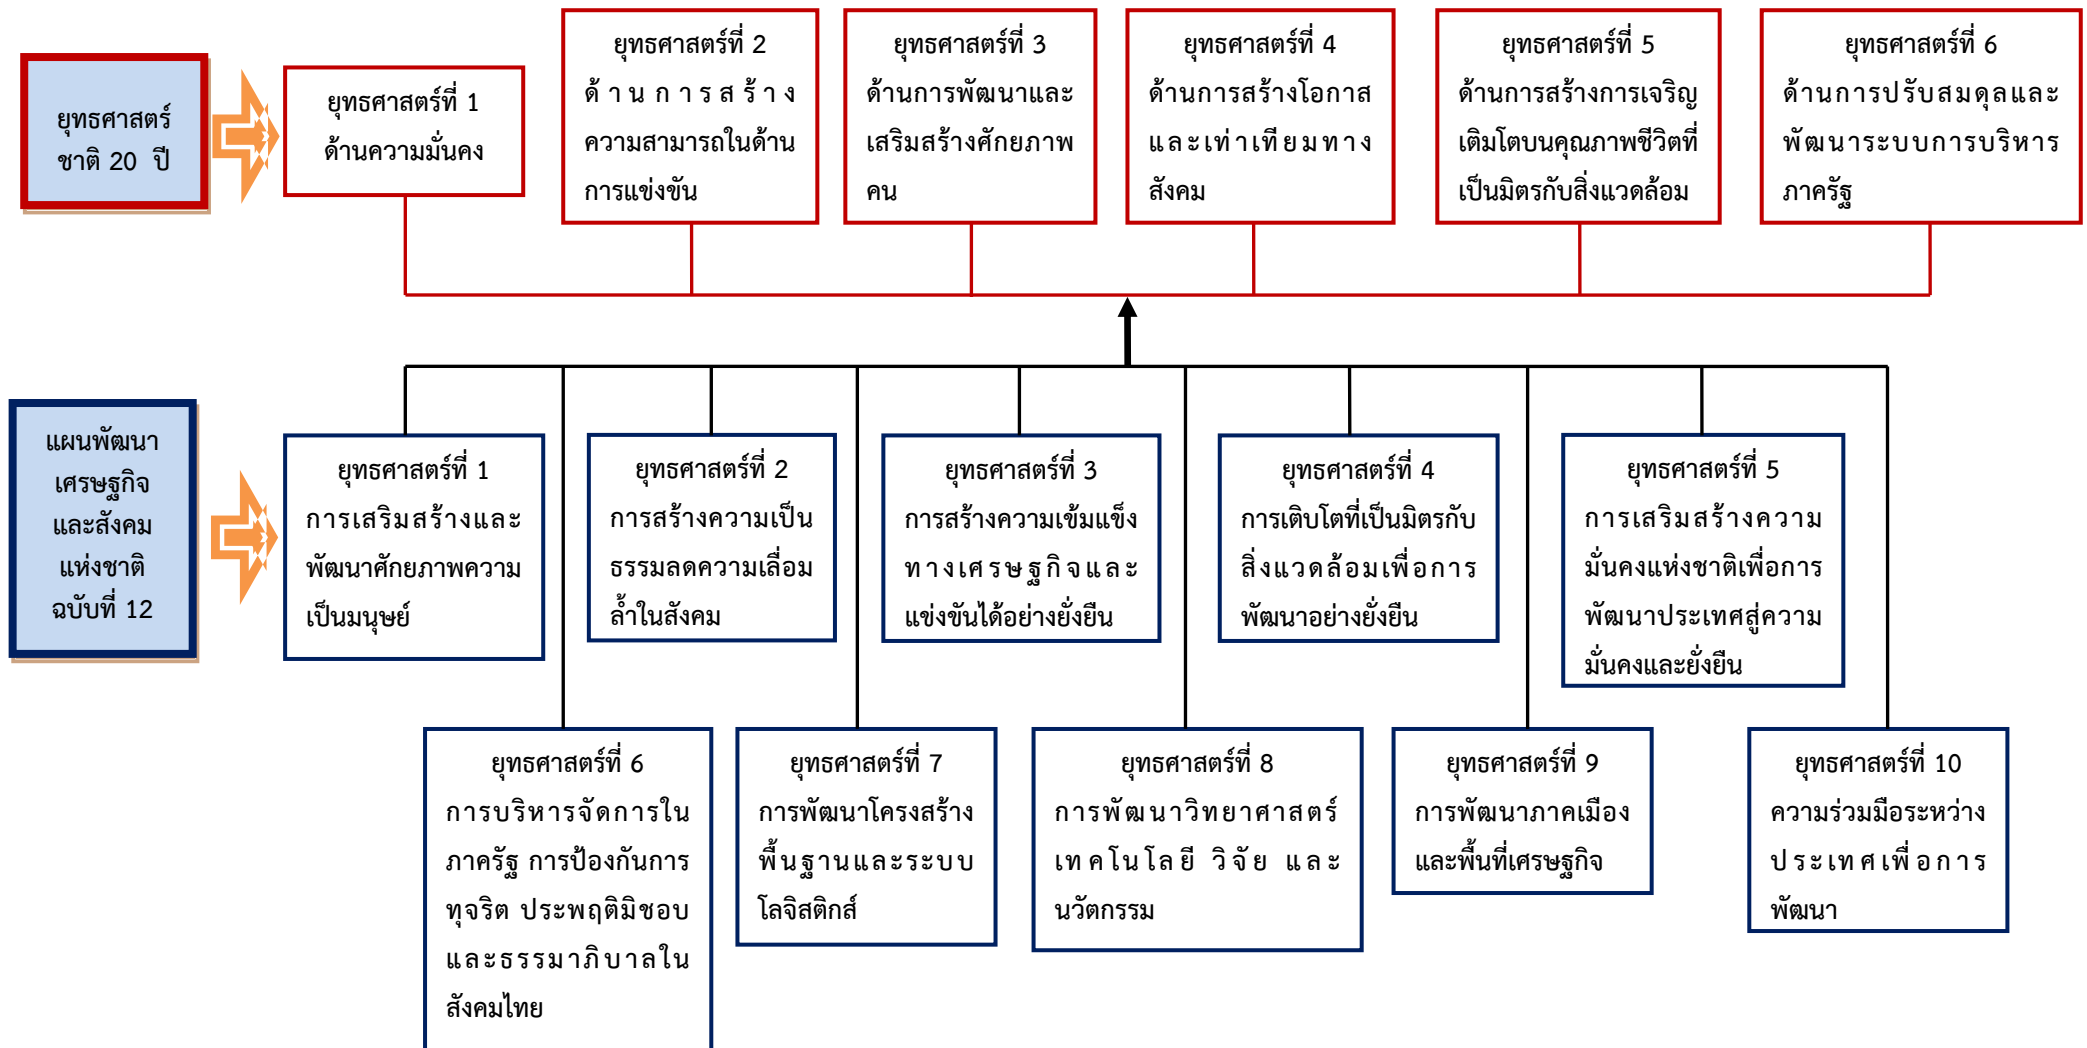 ยุทธศาสตร์
ชาติ 20 ปี
ยุทธศาสตร์ที่ 1
ด้านความมั่นคง
ยุทธศาสตร์ที่ 2
ด้านการสร้าง
ความสามารถในด้าน
การแข่งขัน
ยุทธศาสตร์ที่ 3
ด้านการพัฒนาและ
เสริมสร้างศักยภาพ
คน
ยุทธศาสตร์ที่ 4
ด้านการสร้างโอกาส
และเท่าเทียมทาง
สังคม
ยุทธศาสตร์ที่ 5
ด้านการสร้างการเจริญ
เติมโตบนคุณภาพชีวิตที่
เป็นมิตรกับสิ่งแวดล้อม
ยุทธศาสตร์ที่ 6
ด้านการปรับสมดุลและ
พัฒนาระบบการบริหาร
ภาครัฐ
แผนพัฒนา
เศรษฐกิจ
และสังคม
แห่งชาติ
ฉบับที่ 12
ยุทธศาสตร์ที่ 1
การเสริมสร้างและ
พัฒนาศักยภาพความ
เป็นมนุษย์
ยุทธศาสตร์ที่ 2
การสร้างความเป็น
ธรรมลดความเลื่อม
ล้ำในสังคม
ยุทธศาสตร์ที่ 3
การสร้างความเข้มแข็ง
ทางเศรษฐกิจและ
แข่งขันได้อย่างยั่งยืน
ยุทธศาสตร์ที่ 4
การเติบโตที่เป็นมิตรกับ
สิ่งแวดล้อมเพื่อการ
พัฒนาอย่างยั่งยืน
ยุทธศาสตร์ที่ 5
การเสริมสร้างความ
มั่นคงแห่งชาติเพื่อการ
พัฒนาประเทศสู่ความ
มั่นคงและยั่งยืน
ยุทธศาสตร์ที่ 6
การบริหารจัดการใน
ภาครัฐ การป้องกันการ
ทุจริต ประพฤติมิชอบ
และธรรมาภิบาลใน
สังคมไทย
ยุทธศาสตร์ที่ 7
การพัฒนาโครงสร้าง
พื้นฐานและระบบ
โลจิสติกส์
ยุทธศาสตร์ที่ 8
การพัฒนาวิทยาศาสตร์
เทคโนโลยี วิจัย และ
นวัตกรรม
ยุทธศาสตร์ที่ 9
การพัฒนาภาคเมือง
และพื้นที่เศรษฐกิจ
ยุทธศาสตร์ที่ 10
ความร่วมมือระหว่าง
ประเทศเพื่อการ
พัฒนา